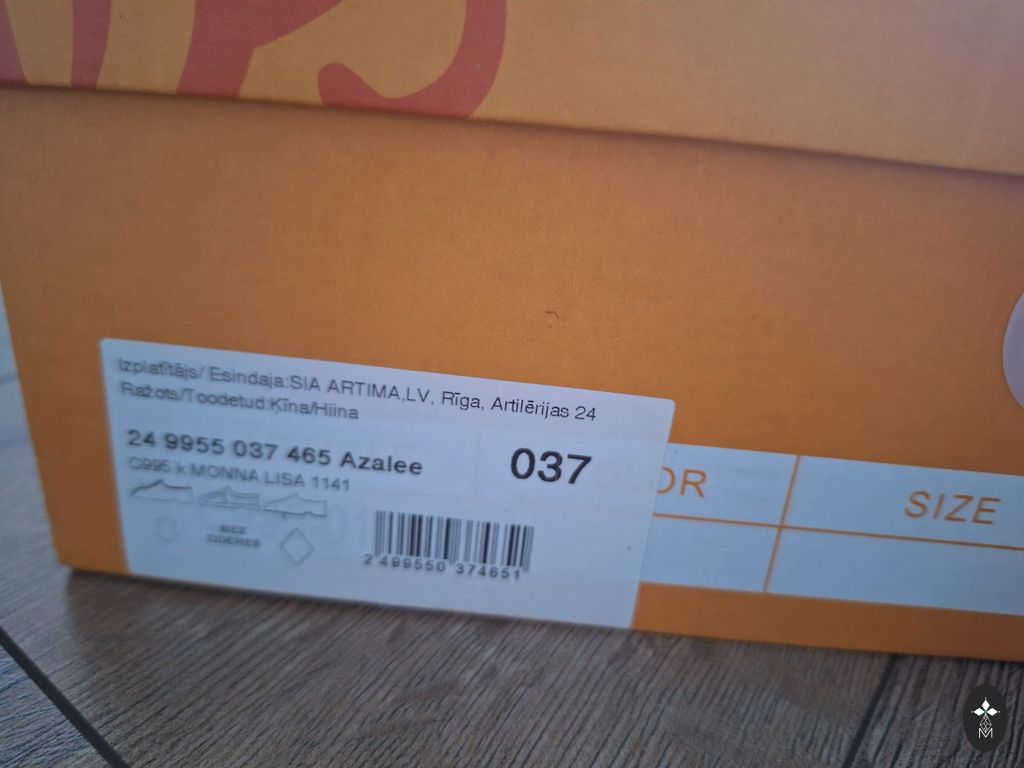 Izplatītājs/ Esindaja:SIA ARTIMA,LV, Rīga, Artilērijas 24
Ražots/Toodetud:Ķīna/Hiina
24 9955 037 465 Azalee
037
O995 k MONNA LISA 1141
BEZ
ODERES
2 499550 374651
OR
SIZE
M